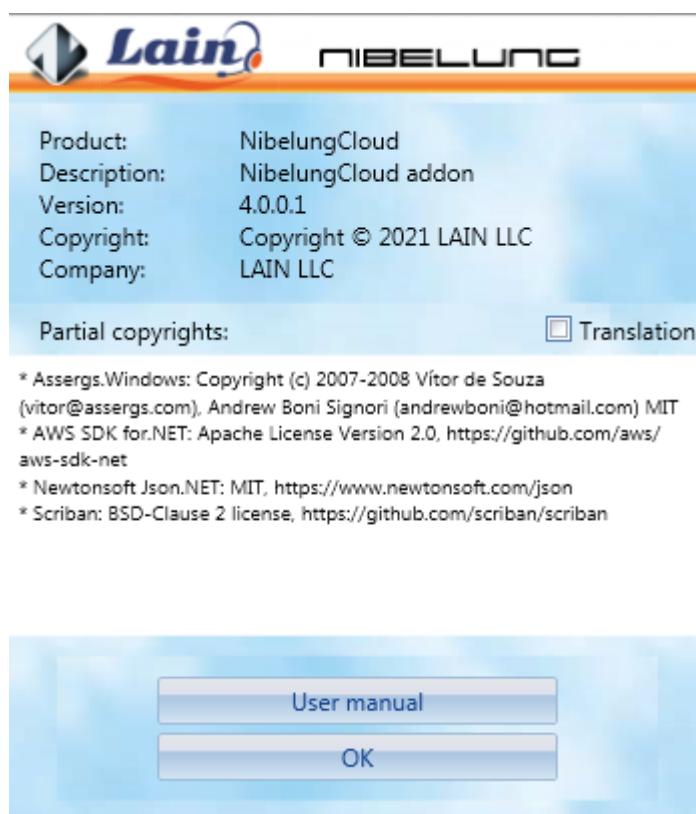 Lain NIBELUNG
Product: NibelungCloud
Description: NibelungCloud addon
Version: 4.0.0.1
Copyright: Copyright © 2021 LAIN LLC
Company: LAIN LLC
Partial copyrights: Translation
* Assergs.Windows: Copyright (c) 2007-2008 Vítor de Souza
(vitor@assergs.com), Andrew Boni Signori (andrewboni@hotmail.com) MIT
* AWS SDK for.NET: Apache License Version 2.0, https://github.com/aws/
aws-sdk-net
* Newtonsoft Json.NET: MIT, https://www.newtonsoft.com/json
* Scriban: BSD-Clause 2 license, https://github.com/scriban/scriban
User manual
OK